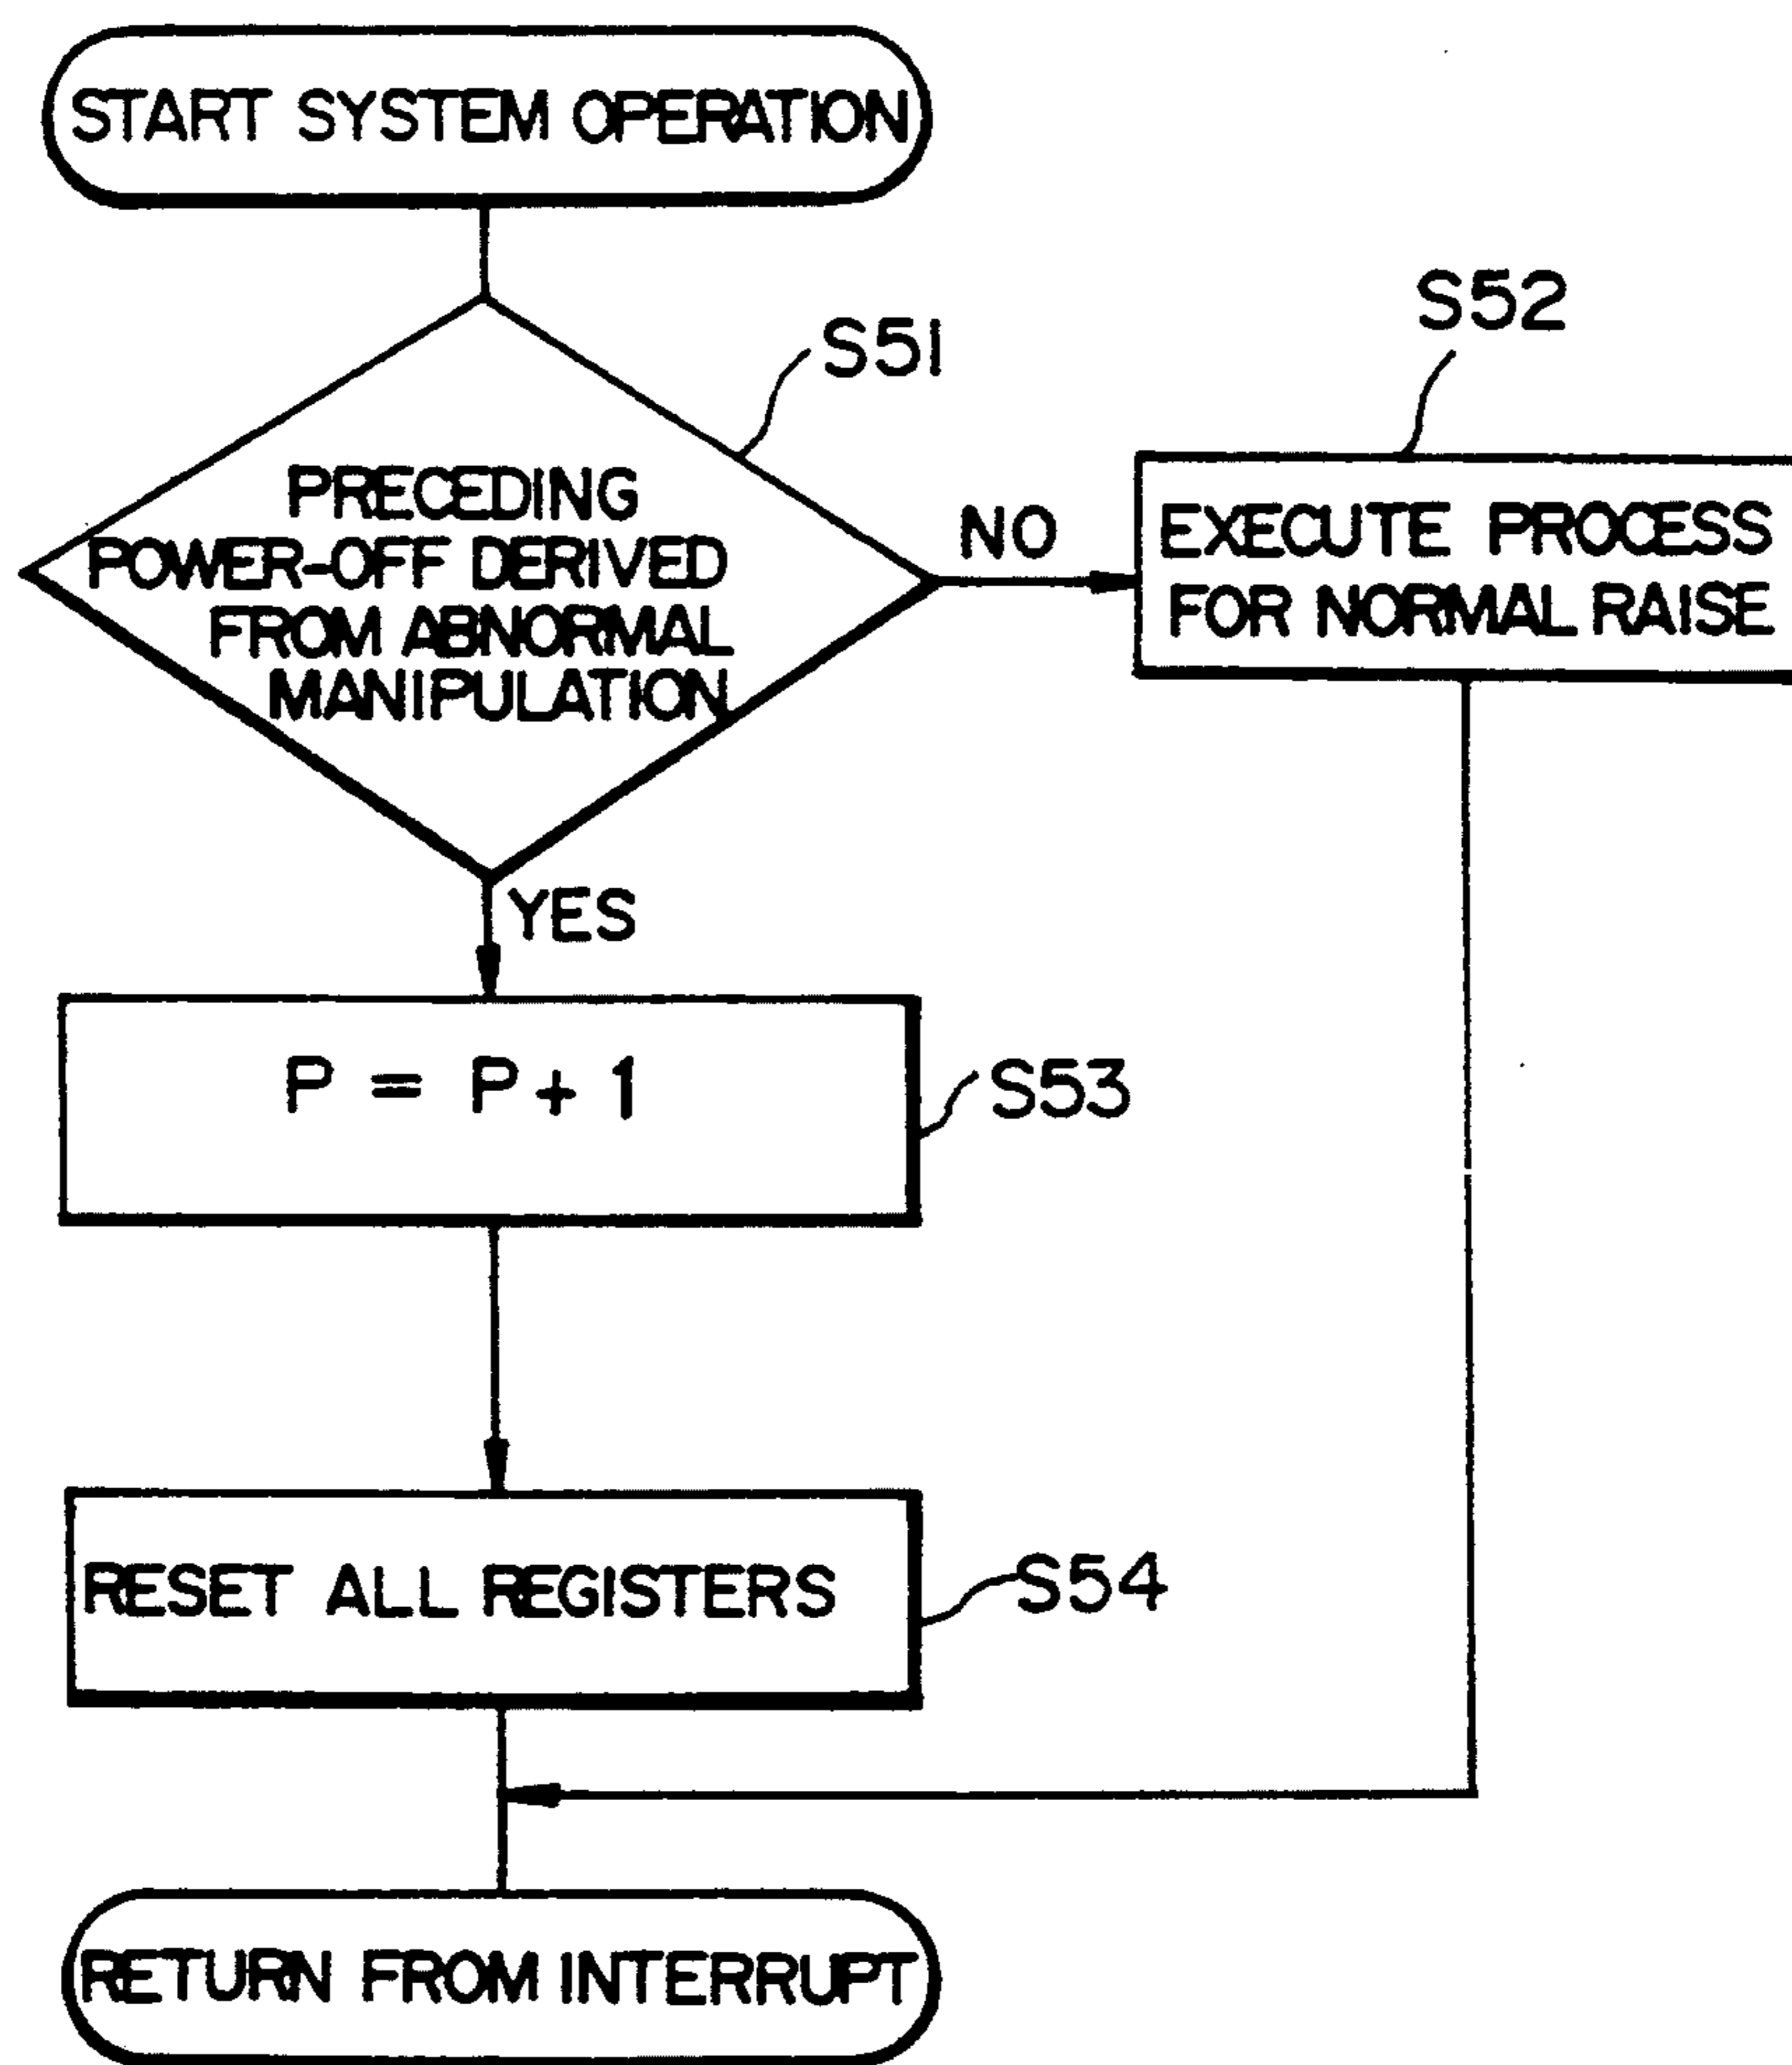 START SYSTEM OPERATION
S51
S52
PRECEDING
POWER-OFF DERIVED
FROM ABNORMAL
MANIPULATION
NO
EXECUTE PROCESS
FOR NORMAL RAISE
YES
P = P + 1
S53
RESET ALL REGISTERS
S54
RETURN FROM INTERRUPT